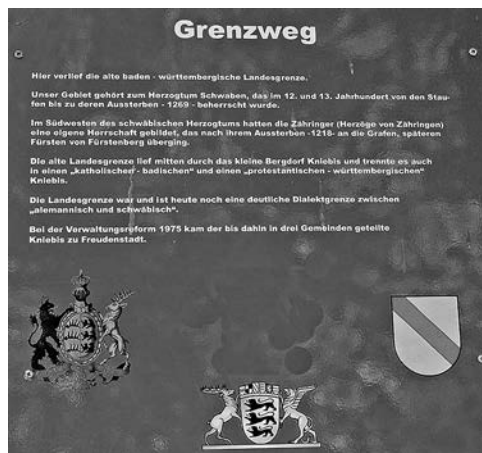 Grenzweg
Hier verlief die alte baden - württembergische Landesgrenze.
Unser Gebiet gehört zum Herzogtum Schwaben, das im 12. und 13. Jahrhundert von den Stau-
fen bis zu deren Aussterben - 1269 - beherrscht wurde.
Im Südwesten des schwäbischen Herzogtums hatten die Zähringer (Herzöge von Zähringen)
eine eigene Herrschaft gebildet, das nach ihrem Aussterben -1218- an die Grafen, späteren
Fürsten von Fürstenberg überging.
Die alte Landesgrenze lief mitten durch das kleine Bergdorf Kniebis und trennte es auch
in einen „katholischen - badischen“ und einen „protestantischen - württembergischen“
Kniebis.
Die Landesgrenze war und ist heute noch eine deutliche Dialektgrenze zwischen
„alemannisch und schwäbisch“.
Bei der Verwaltungsreform 1975 kam der bis dahin in drei Gemeinden geteilte
Kniebis zu Freudenstadt.